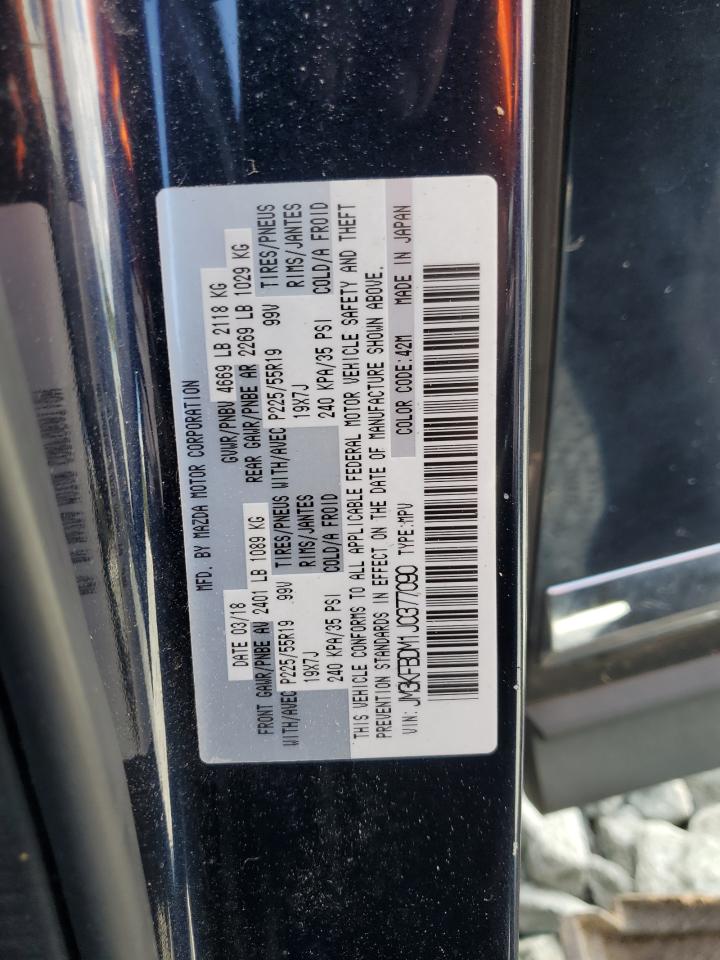 MFD. BY MAZDA MOTOR CORPORATION
DATE 03/18 GVWR/PNBV 4669 LB 2118 KG
FRONT GAWR/PNBE AV 2401 LB 1089 KG REAR GAWR/PNBE AR 2269 LB 1029 KG
WITH/AVEC P225/55R19 99V TIRES/PNEUS WITH/AVEC P225/55R19 99V TIRES/PNEUS
19X7J RIMS/JANTES 19X7J RIMS/JANTES
240 KPA/35 PSI COLD/A FROID 240 KPA/35 PSI COLD/A FROID
THIS VEHICLE CONFORMS TO ALL APPLICABLE FEDERAL MOTOR VEHICLE SAFETY AND THEFT
PREVENTION STANDARDS IN EFFECT ON THE DATE OF MANUFACTURE SHOWN ABOVE.
VIN: JM3KFBDM1J0377090 TYPE:MPV COLOR CODE:42M MADE IN JAPAN